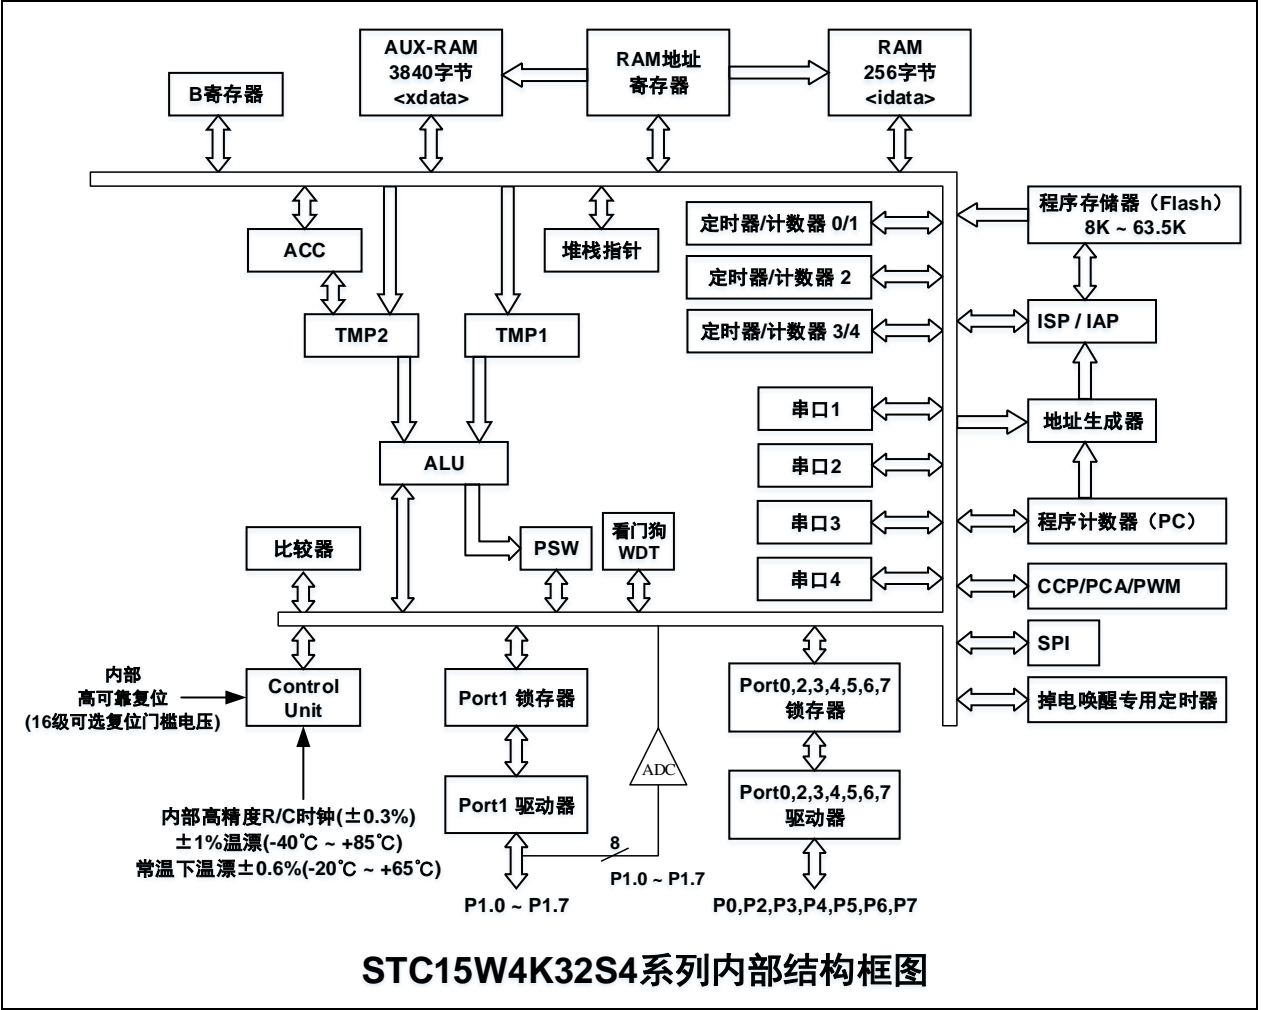 AUX-RAM
3840字节
<xdata>
RAM地址
寄存器
RAM
256字节
<idata>
B寄存器
程序存储器（Flash）
8K ~ 63.5K
定时器/计数器 0/1
ACC
堆栈指针
定时器/计数器 2
TMP2
TMP1
定时器/计数器 3/4
ISP / IAP
串口1
地址生成器
ALU
串口2
串口3
程序计数器（PC）
比较器
PSW
看门狗
WDT
串口4
CCP/PCA/PWM
SPI
内部
高可靠复位
(16级可选复位门槛电压)
Control
Unit
Port1 锁存器
Port0,2,3,4,5,6,7
锁存器
掉电唤醒专用定时器
ADC
Port1 驱动器
Port0,2,3,4,5,6,7
驱动器
内部高精度R/C时钟(±0.3%)
±1%温漂(-40℃ ~ +85℃)
常温下温漂±0.6%(-20℃ ~ +65℃)
8
P1.0 ~ P1.7
P1.0 ~ P1.7
P0,P2,P3,P4,P5,P6,P7
STC15W4K32S4系列内部结构框图